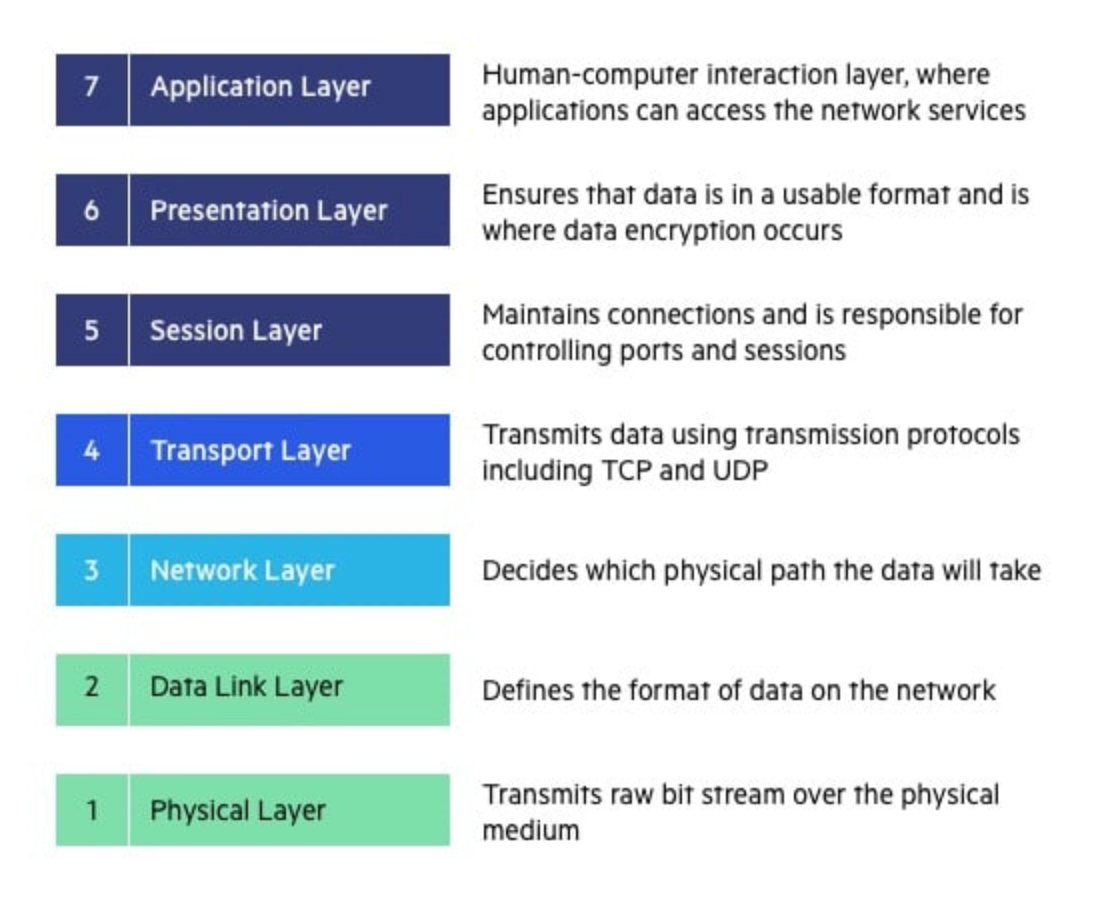 7 Application Layer
Human-computer interaction layer, where
applications can access the network services
6 Presentation Layer
Ensures that data is in a usable format and is
where data encryption occurs
5 Session Layer
Maintains connections and is responsible for
controlling ports and sessions
4 Transport Layer
Transmits data using transmission protocols
including TCP and UDP
3 Network Layer
Decides which physical path the data will take
2 Data Link Layer
Defines the format of data on the network
1 Physical Layer
Transmits raw bit stream over the physical
medium